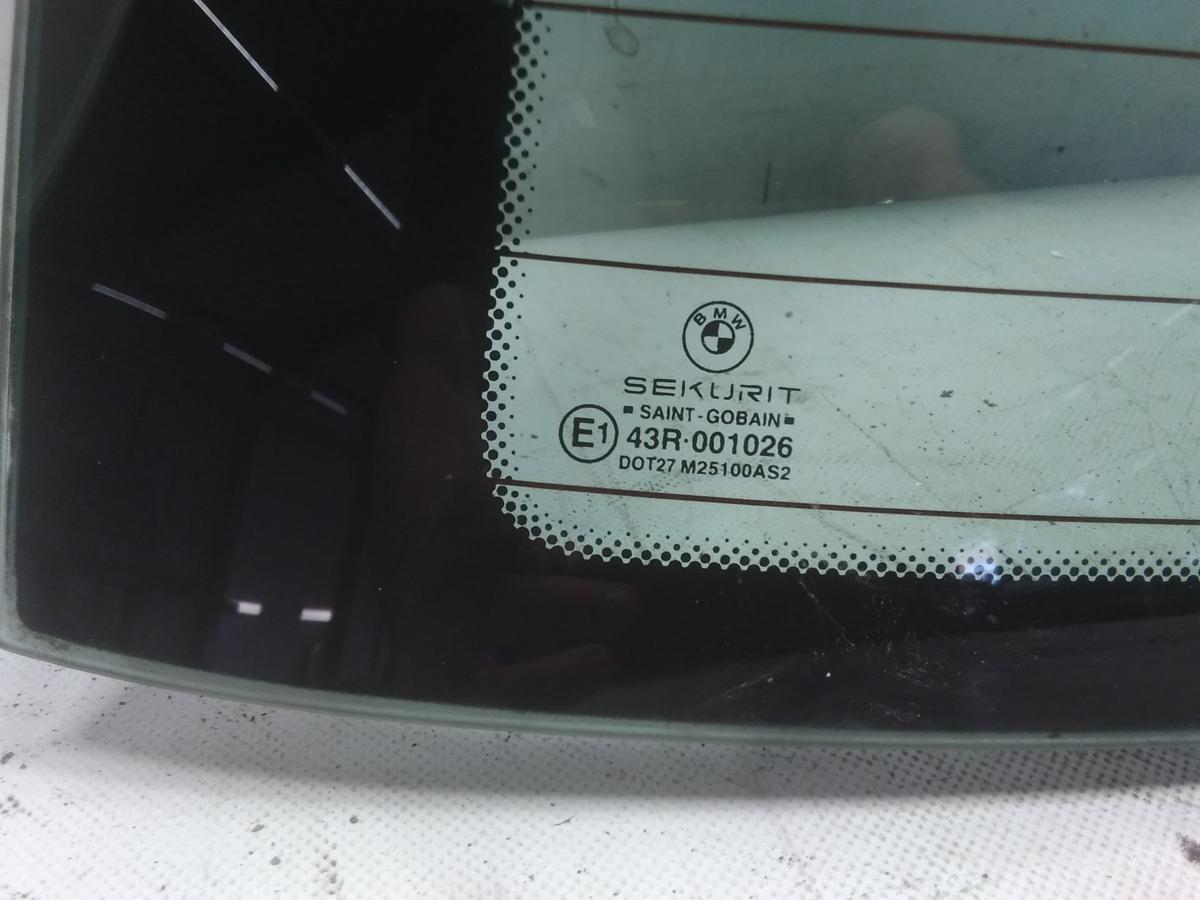 BMW
SEKURIT
SAINT-GOBAIN
E1 43R·001026
DOT27 M25100AS2